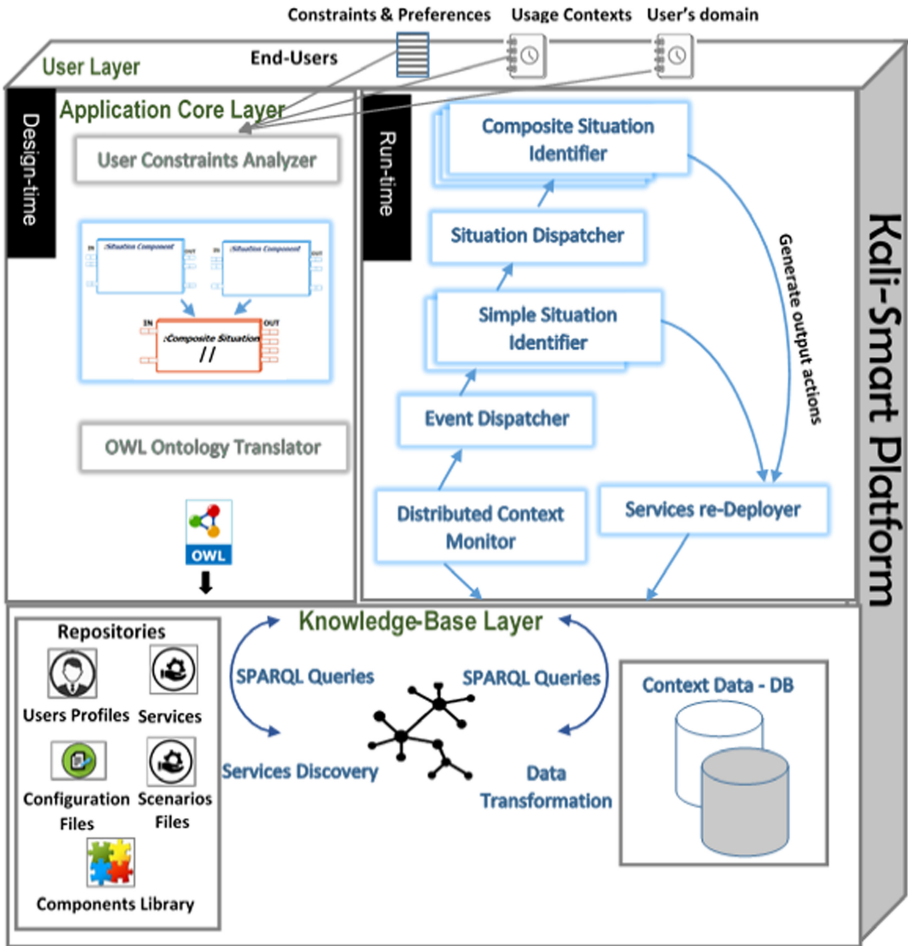 Constraints & Preferences
Usage Contexts
User's domain
User Layer
End-Users
Design-time
Application Core Layer
User Constraints Analyzer
:Situation Component
IN
OUT
:Situation Component
IN
OUT
IN
OUT
:Composite Situation
//
OWL Ontology Translator
OWL
Run-time
Composite Situation
Identifier
Situation Dispatcher
Simple Situation
Identifier
Event Dispatcher
Distributed Context
Monitor
Services re-Deployer
Generate output actions
Kali-Smart Platform
Knowledge-Base Layer
Repositories
Users Profiles
Services
Configuration
Files
Scenarios
Files
Components Library
SPARQL Queries
SPARQL Queries
Services Discovery
Data
Transformation
Context Data - DB